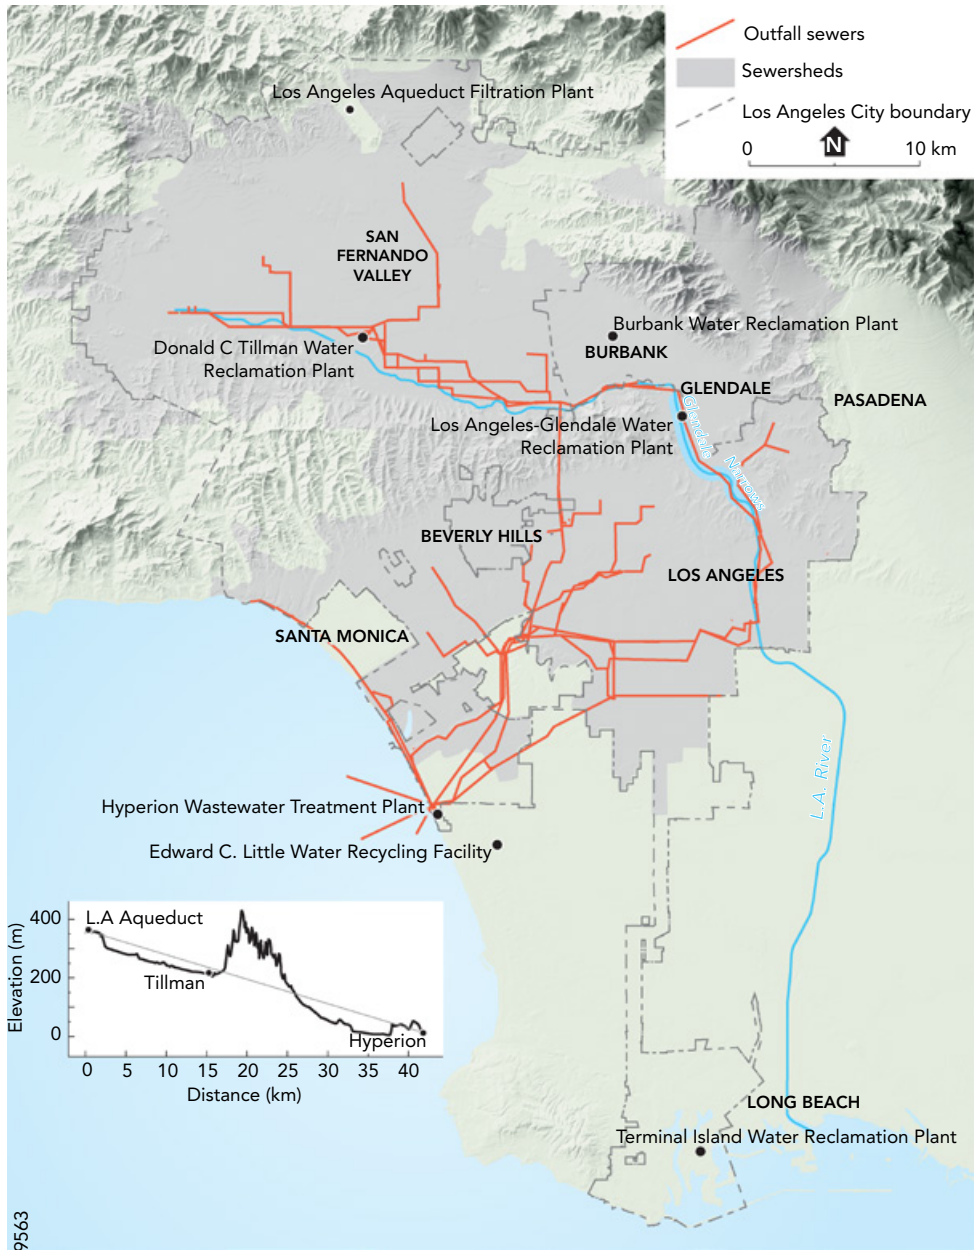 Outfall sewers
Sewersheds
Los Angeles City boundary
N
0 10 km
Los Angeles Aqueduct Filtration Plant
SAN
FERNANDO
VALLEY
Burbank Water Reclamation Plant
BURBANK
Donald C Tillman Water
Reclamation Plant
GLENDALE
PASADENA
Los Angeles-Glendale Water
Reclamation Plant
Glendale
Narrows
BEVERLY HILLS
LOS ANGELES
SANTA MONICA
L.A. River
Hyperion Wastewater Treatment Plant
Edward C. Little Water Recycling Facility
Elevation (m)
400
200
0
L.A Aqueduct
Tillman
Hyperion
0 5 10 15 20 25 30 35 40
Distance (km)
LONG BEACH
Terminal Island Water Reclamation Plant
9563